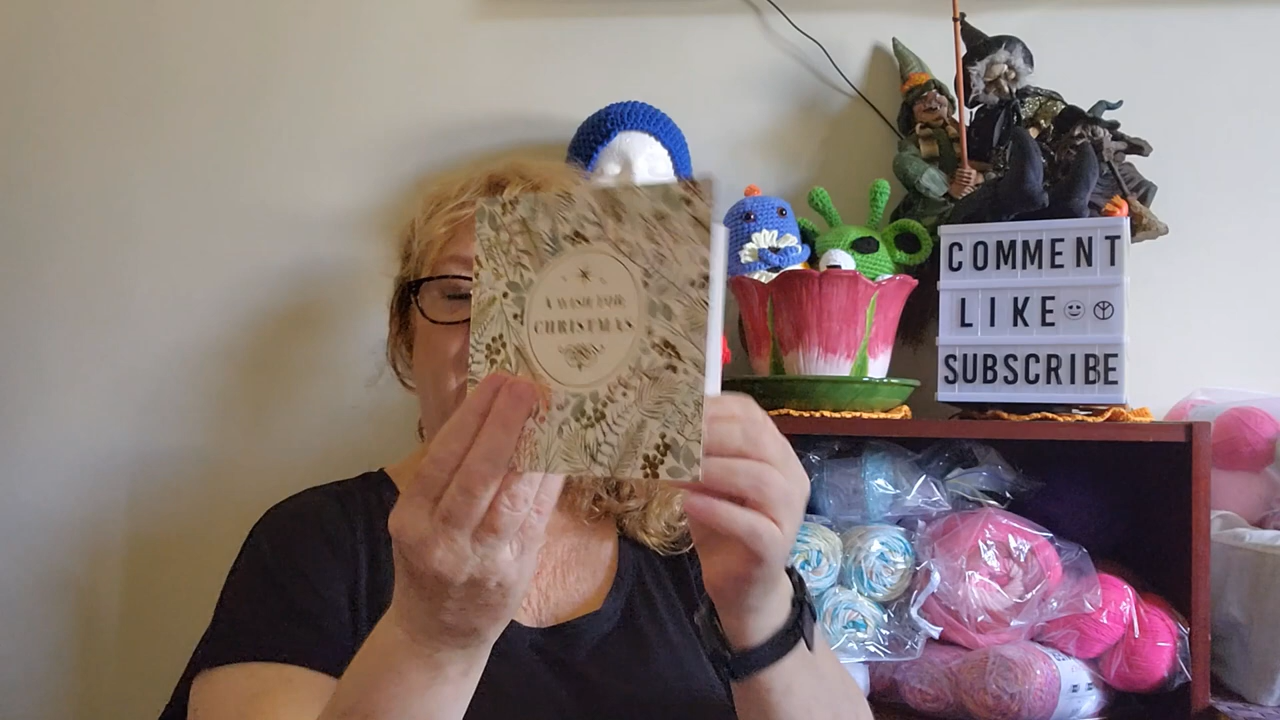 A WISH FOR
CHRISTMAS
COMMENT
LIKE
SUBSCRIBE